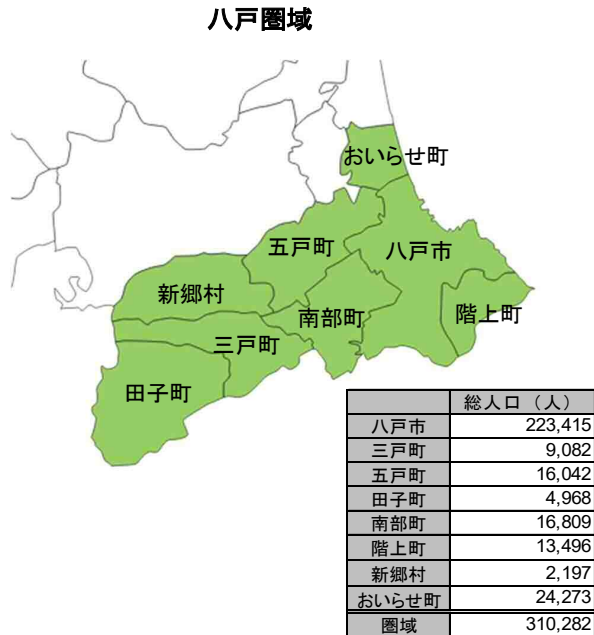 八戸圏域
おいらせ町
五戸町
八戸市
新郷村
南部町
階上町
三戸町
田子町
総人口（人）
八戸市 223,415
三戸町 9,082
五戸町 16,042
田子町 4,968
南部町 16,809
階上町 13,496
新郷村 2,197
おいらせ町 24,273
圏域 310,282